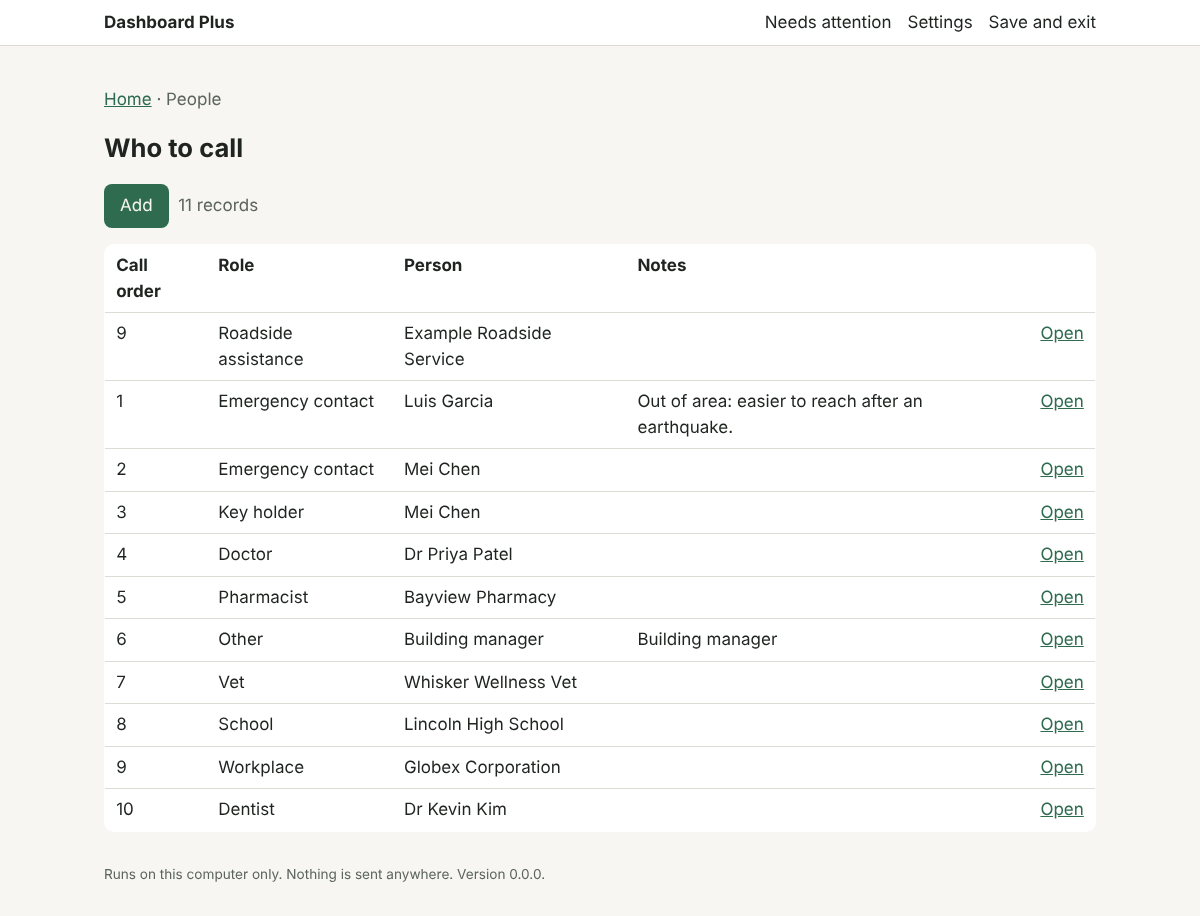 Dashboard Plus
Needs attention Settings Save and exit
Home · People
Who to call
Add 11 records
Call order Role Person Notes
9 Roadside assistance Example Roadside Service Open
1 Emergency contact Luis Garcia Out of area: easier to reach after an earthquake. Open
2 Emergency contact Mei Chen Open
3 Key holder Mei Chen Open
4 Doctor Dr Priya Patel Open
5 Pharmacist Bayview Pharmacy Open
6 Other Building manager Building manager Open
7 Vet Whisker Wellness Vet Open
8 School Lincoln High School Open
9 Workplace Globex Corporation Open
10 Dentist Dr Kevin Kim Open
Runs on this computer only. Nothing is sent anywhere. Version 0.0.0.